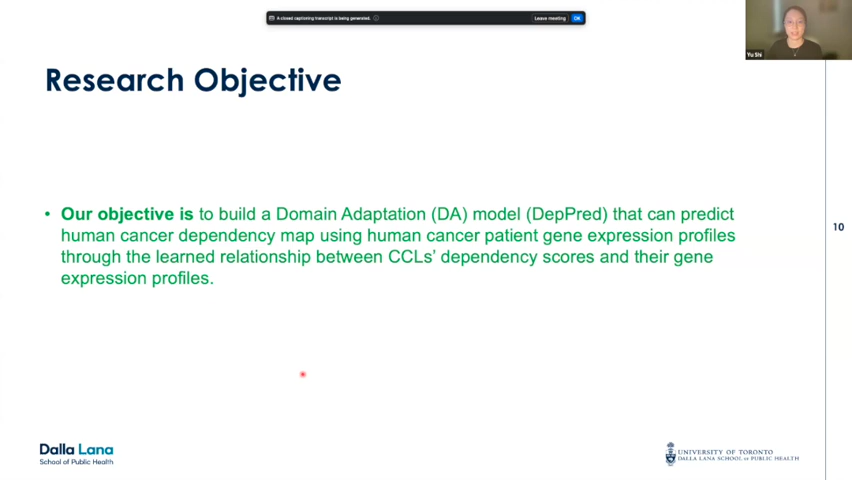 A closed captioning transcript is being generated.
Leave meeting
OK
Yu Shi
Research Objective
• Our objective is to build a Domain Adaptation (DA) model (DepPred) that can predict
human cancer dependency map using human cancer patient gene expression profiles
through the learned relationship between CCLs' dependency scores and their gene
expression profiles.
10
Dalla Lana
School of Public Health
UNIVERSITY OF TORONTO
DALLA LANA SCHOOL OF PUBLIC HEALTH